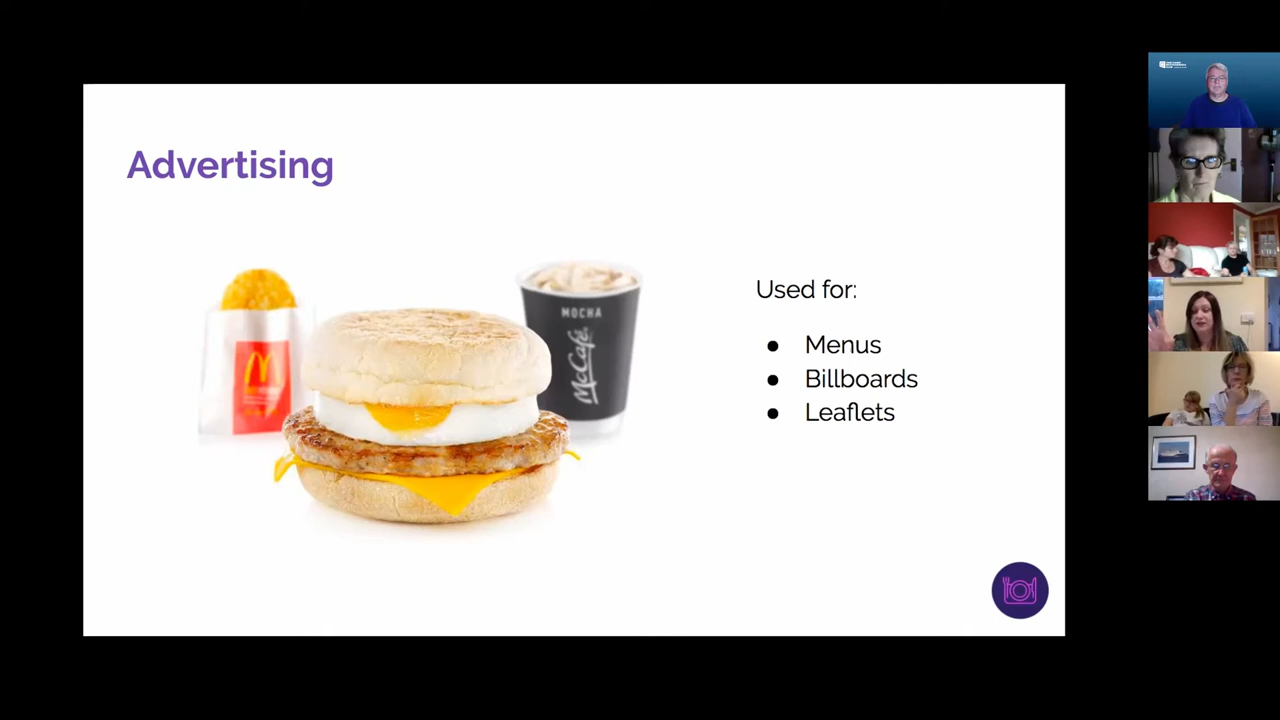 Advertising
MOCHA
McCafé
Used for:
● Menus
● Billboards
● Leaflets